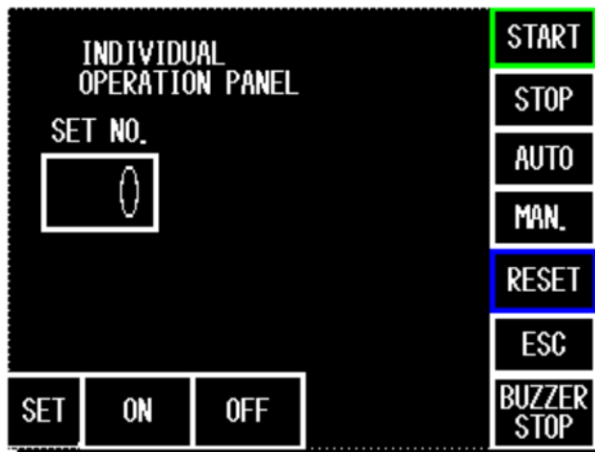 INDIVIDUAL
OPERATION PANEL
SET NO.
0
SET
ON
OFF
START
STOP
AUTO
MAN.
RESET
ESC
BUZZER
STOP